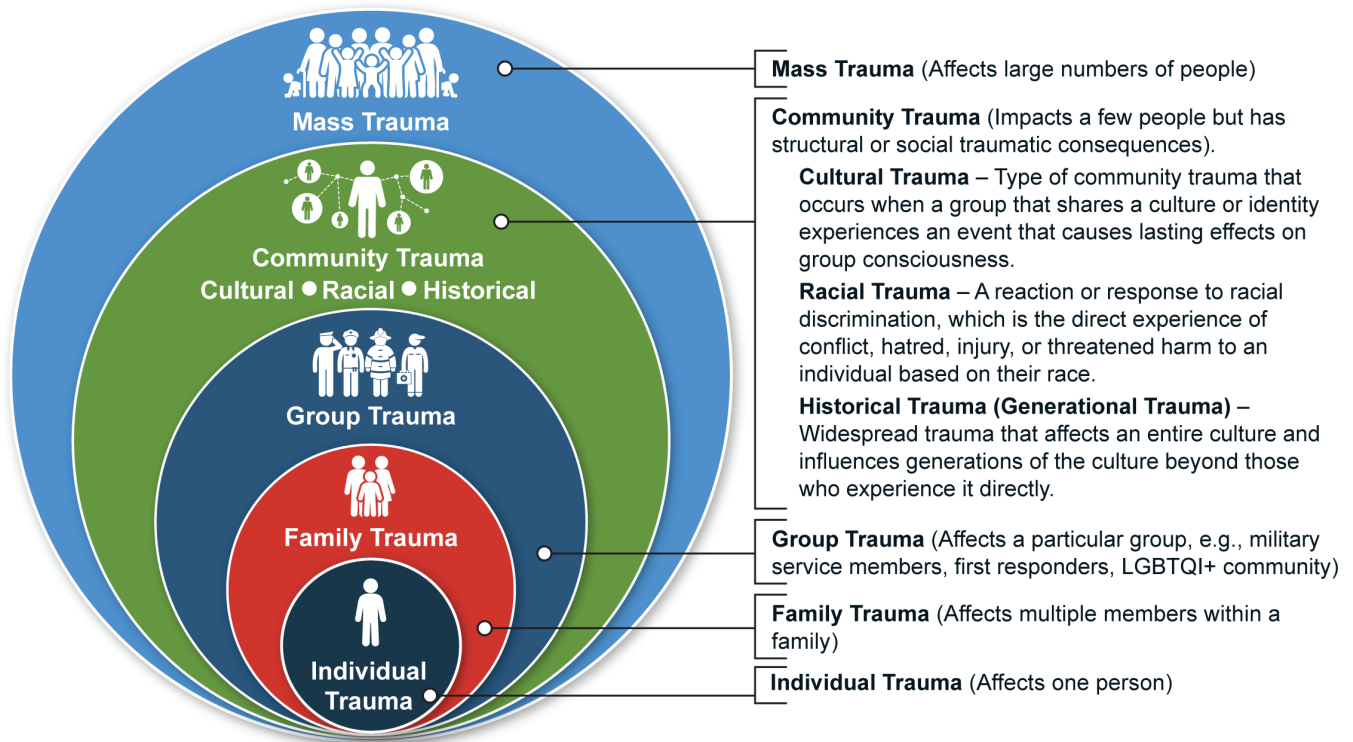 Mass Trauma
Community Trauma
Cultural ● Racial ● Historical
Group Trauma
Family Trauma
Individual
Trauma
Mass Trauma (Affects large numbers of people)
Community Trauma (Impacts a few people but has
structural or social traumatic consequences).
Cultural Trauma – Type of community trauma that
occurs when a group that shares a culture or identity
experiences an event that causes lasting effects on
group consciousness.
Racial Trauma – A reaction or response to racial
discrimination, which is the direct experience of
conflict, hatred, injury, or threatened harm to an
individual based on their race.
Historical Trauma (Generational Trauma) –
Widespread trauma that affects an entire culture and
influences generations of the culture beyond those
who experience it directly.
Group Trauma (Affects a particular group, e.g., military
service members, first responders, LGBTQI+ community)
Family Trauma (Affects multiple members within a
family)
Individual Trauma (Affects one person)